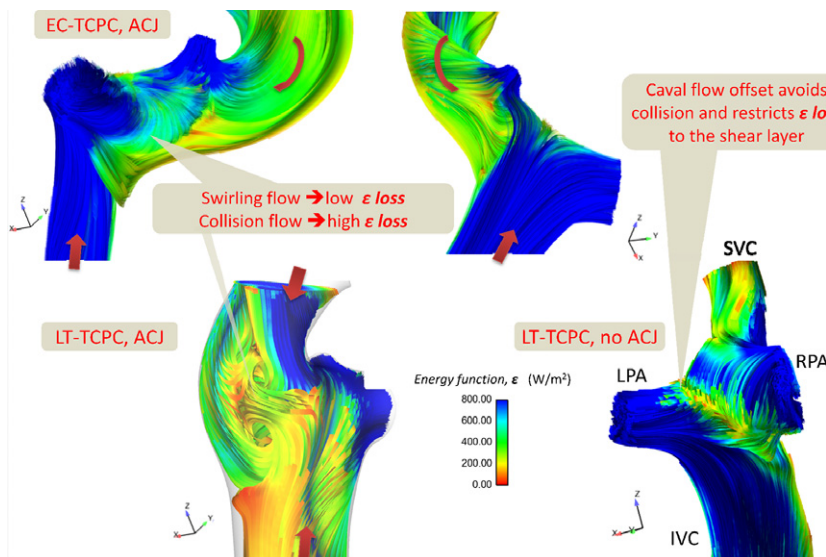 EC-TCPC, ACJ
Caval flow offset avoids
collision and restricts ε lo
to the shear layer
Swirling flow ➔low ε loss
Collision flow ➔high ε loss
Z
Y
X
Z
Y
X
SVC
LT-TCPC, ACJ
LT-TCPC, no ACJ
RPA
LPA
Energy function, ε (W/m²)
800.00
600.00
400.00
200.00
0.00
Z
Y
X
Z
X
Y
IVC